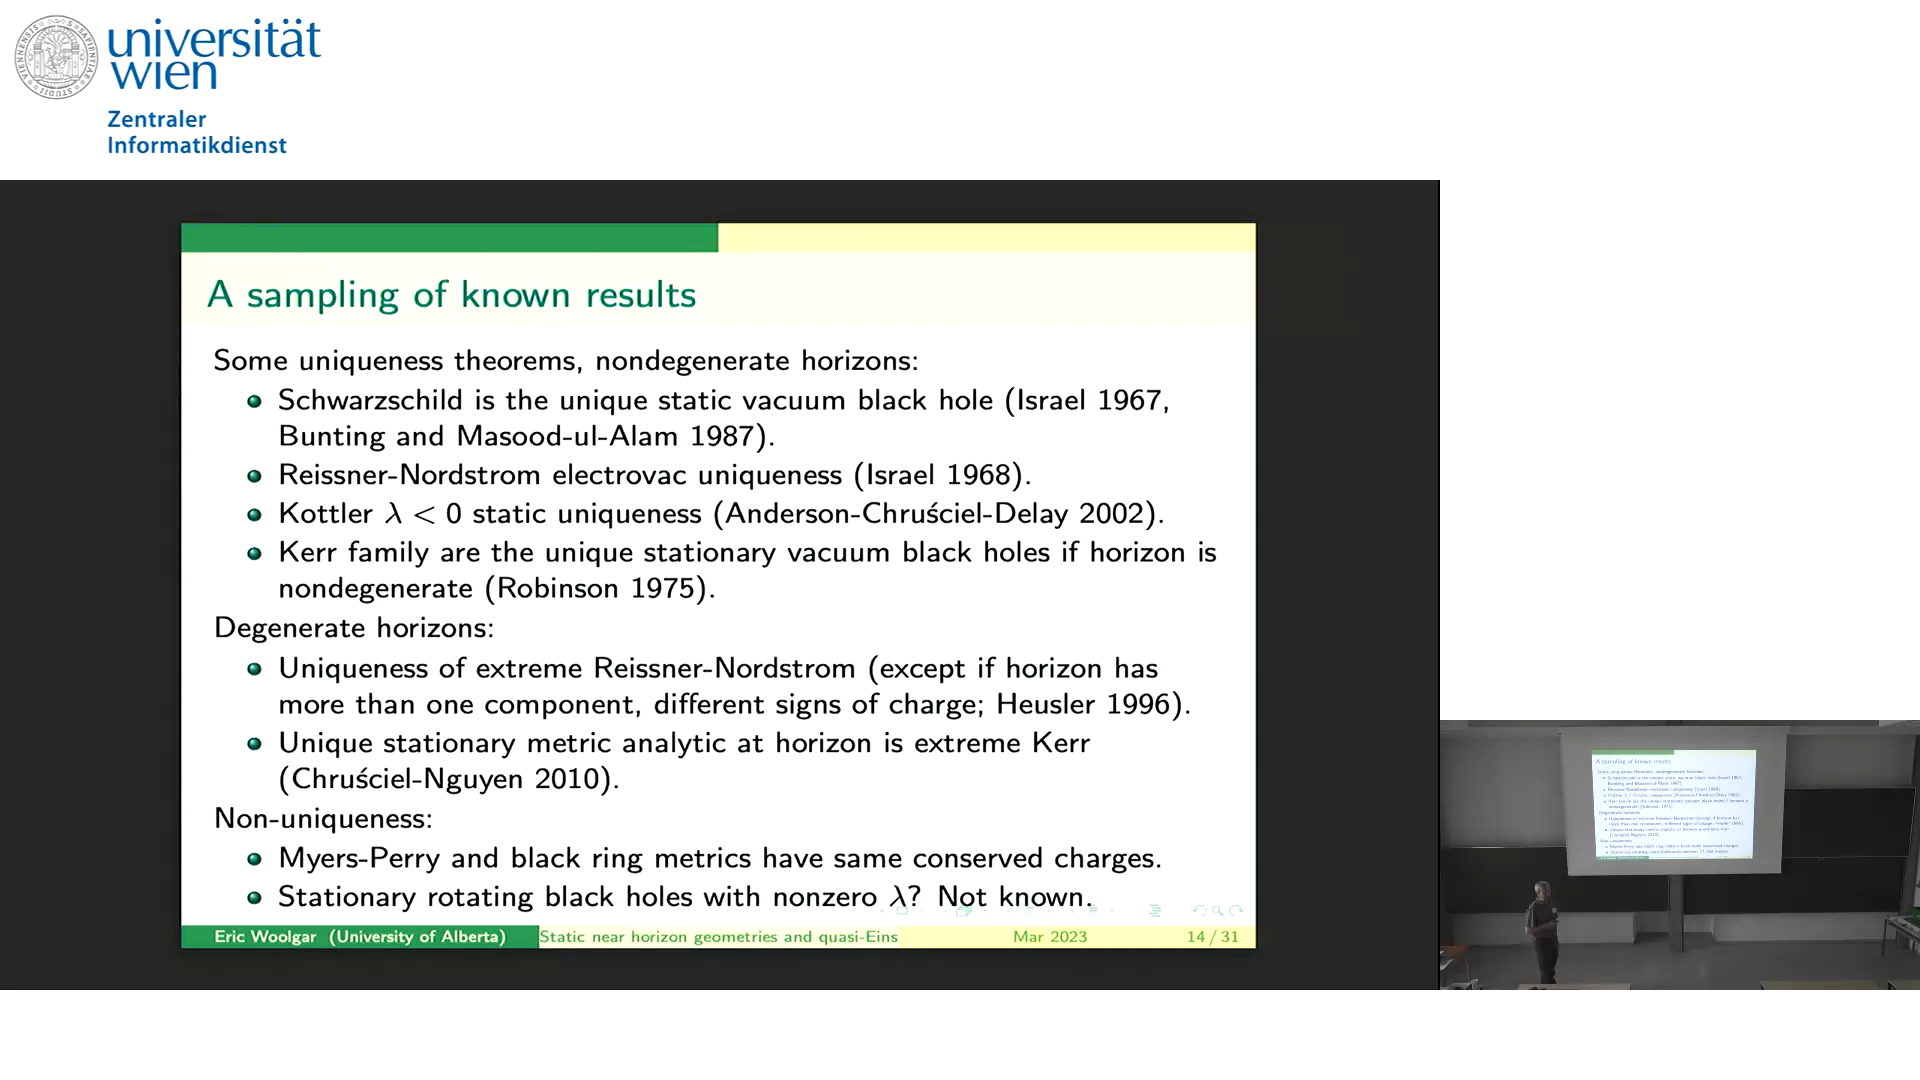 universität
wien
Zentraler
Informatikdienst
A sampling of known results
Some uniqueness theorems, nondegenerate horizons:
Schwarzschild is the unique static vacuum black hole (Israel 1967,
Bunting and Masood-ul-Alam 1987).
Reissner-Nordstrom electrovac uniqueness (Israel 1968).
Kottler λ < 0 static uniqueness (Anderson-Chruściel-Delay 2002).
Kerr family are the unique stationary vacuum black holes if horizon is
nondegenerate (Robinson 1975).
Degenerate horizons:
Uniqueness of extreme Reissner-Nordstrom (except if horizon has
more than one component, different signs of charge; Heusler 1996).
Unique stationary metric analytic at horizon is extreme Kerr
(Chruściel-Nguyen 2010).
Non-uniqueness:
Myers-Perry and black ring metrics have same conserved charges.
Stationary rotating black holes with nonzero λ? Not known.
Eric Woolgar (University of Alberta) Static near horizon geometries and quasi-Eins Mar 2023 14 / 31
A sampling of known results